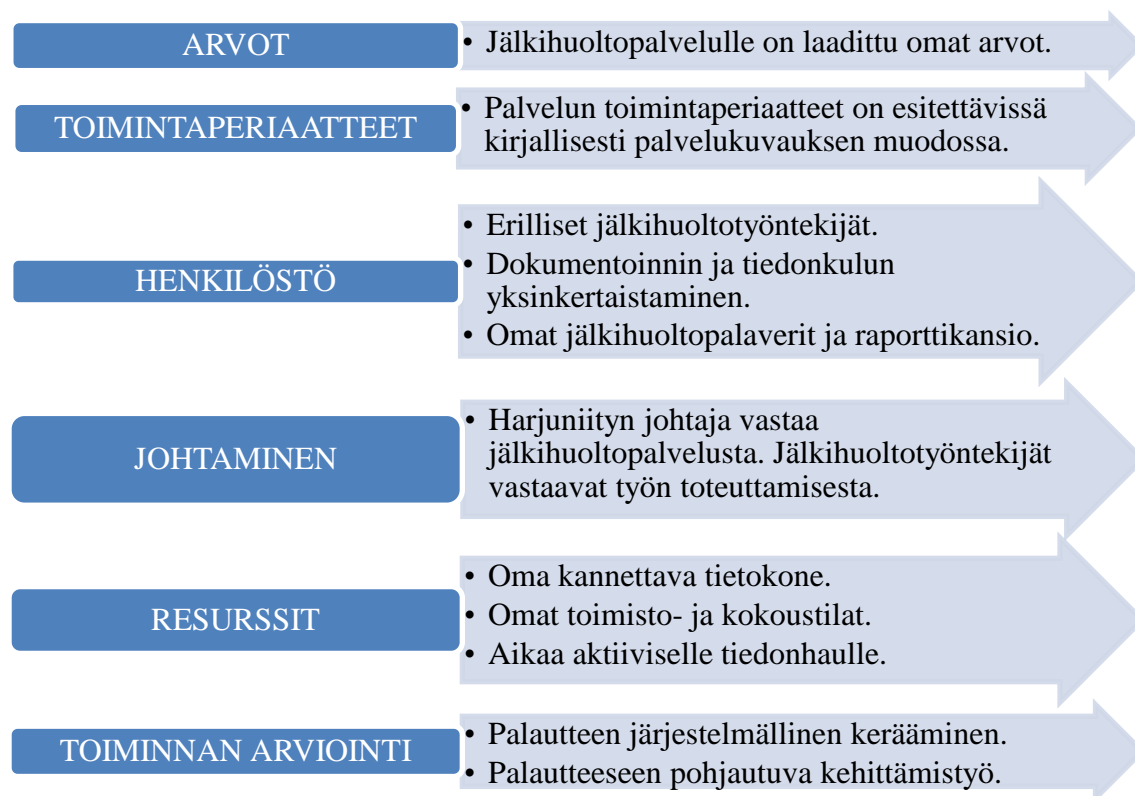 ARVOT
• Jälkihuoltopalvelulle on laadittu omat arvot.
TOIMINTAPERIAATTEET
• Palvelun toimintaperiaatteet on esitettävissä
kirjallisesti palvelukuvauksen muodossa.
HENKILÖSTÖ
• Erilliset jälkihuoltotyöntekijät.
• Dokumentoinnin ja tiedonkulun
yksinkertaistaminen.
• Omat jälkihuoltopalaverit ja raporttikansio.
JOHTAMINEN
• Harjuniityn johtaja vastaa
jälkihuoltopalvelusta. Jälkihuoltotyöntekijät
vastaavat työn toteuttamisesta.
RESURSSIT
• Oma kannettava tietokone.
• Omat toimisto- ja kokoustilat.
• Aikaa aktiiviselle tiedonhaulle.
TOIMINNAN ARVIOINTI
• Palautteen järjestelmällinen kerääminen.
• Palautteeseen pohjautuva kehittämistyö.